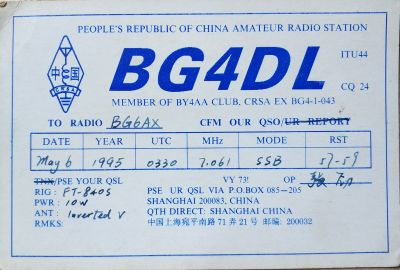 PEOPLE'S REPUBLIC OF CHINA AMATEUR RADIO STATION
中国
CRSA
BG4DL
ITU44
CQ 24
MEMBER OF BY4AA CLUB, CRSA EX BG4-1-043
TO RADIO BG6AX CFM OUR QSO/UR REPORT
DATE YEAR UTC MHz MODE RST
May 6 1995 0330 7.061 SSB 57-59
TNX/PSE YOUR QSL VY 73! OP
RIG: FT-840S PSE UR QSL VIA P.O.BOX 085-205
PWR: 10W SHANGHAI 200083, CHINA
ANT: Inverted V QTH DIRECT: SHANGHAI CHINA
RMKS: 中国上海宛平南路71弄21号 邮编: 200032